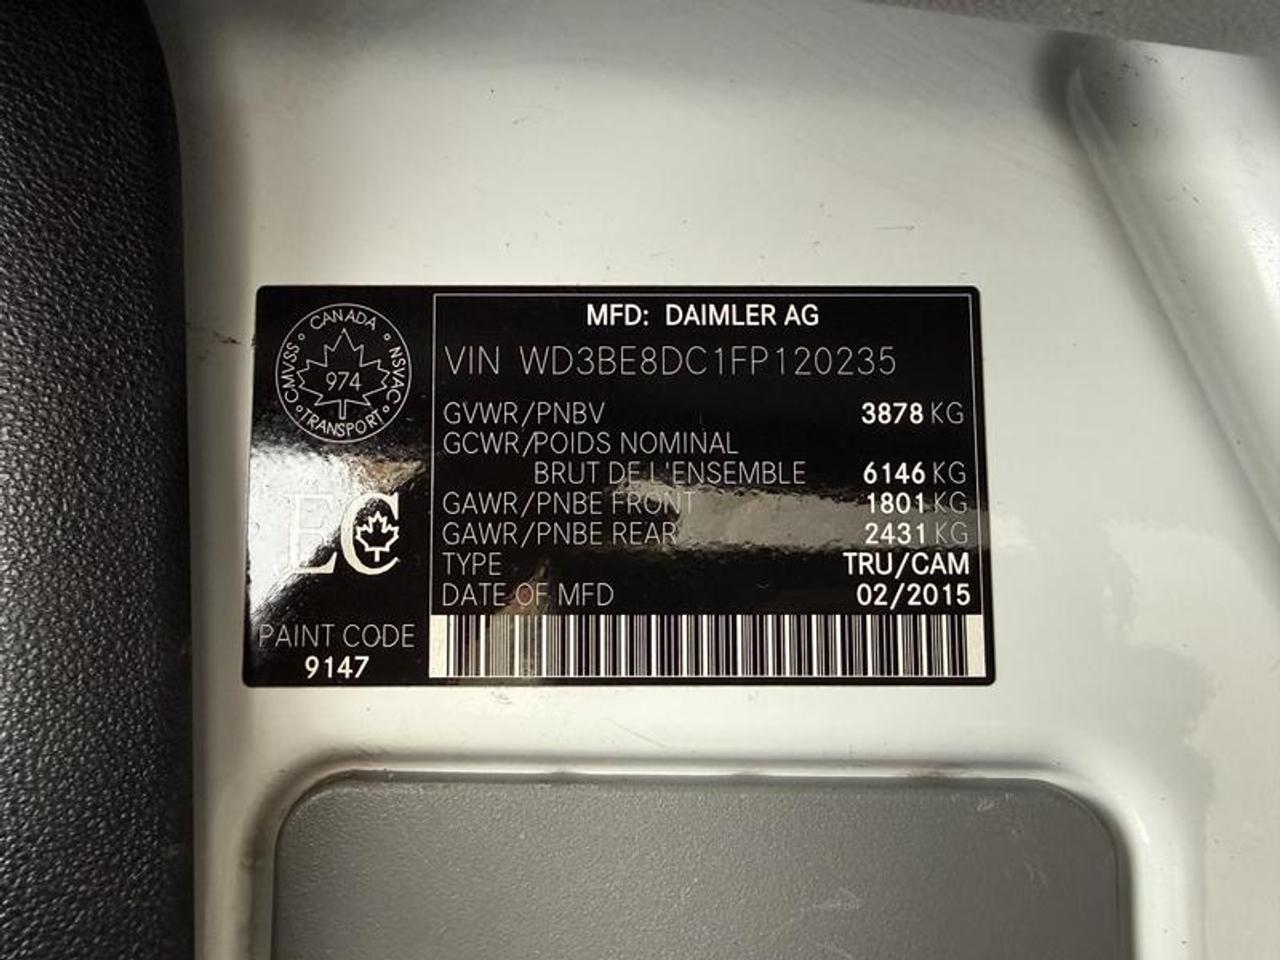 CANADA
CMVSS
NSVAC
974
TRANSPORT
EC
PAINT CODE
9147
MFD: DAIMLER AG
VIN WD3BE8DC1FP120235
GVWR/PNBV 3878 KG
GCWR/POIDS NOMINAL
BRUT DE L'ENSEMBLE 6146 KG
GAWR/PNBE FRONT 1801 KG
GAWR/PNBE REAR 2431 KG
TYPE TRU/CAM
DATE OF MFD 02/2015